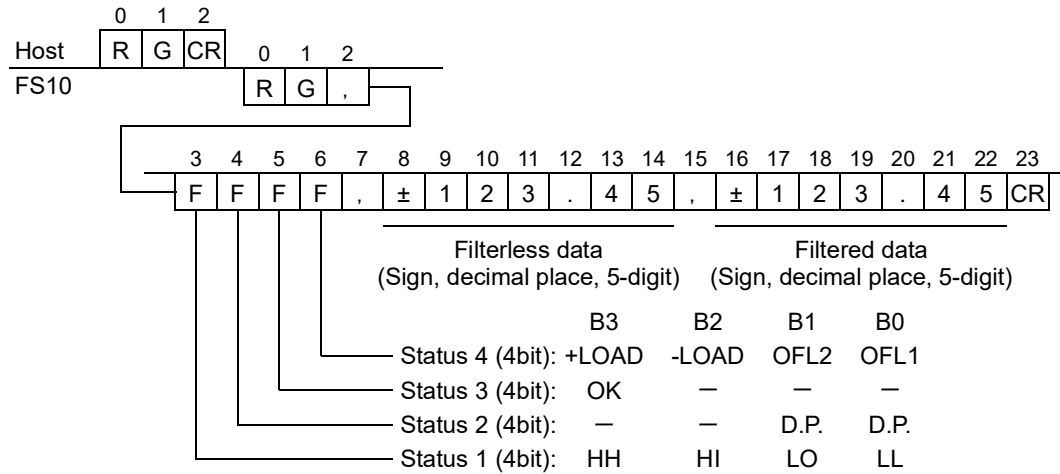 0 1 2
Host R G CR
0 1 2
FS10 R G ,
3 4 5 6 7 8 9 10 11 12 13 14 15 16 17 18 19 20 21 22 23
F F F F , ± 1 2 3 . 4 5 , ± 1 2 3 . 4 5 CR
Filterless data Filtered data
(Sign, decimal place, 5-digit) (Sign, decimal place, 5-digit)
B3 B2 B1 B0
Status 4 (4bit): +LOAD -LOAD OFL2 OFL1
Status 3 (4bit): OK − − −
Status 2 (4bit): − − D.P. D.P.
Status 1 (4bit): HH HI LO LL